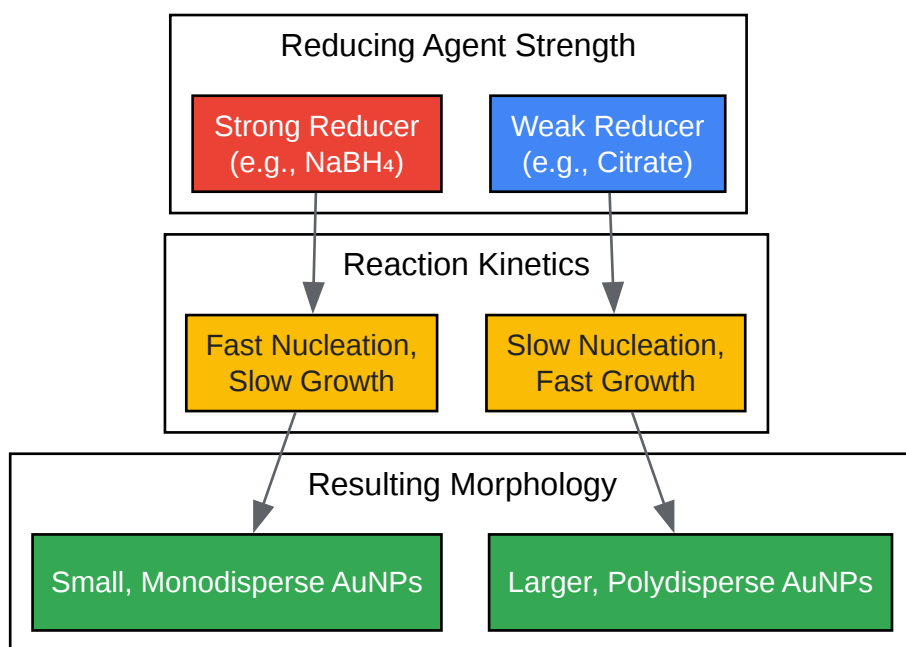 Reducing Agent Strength
Strong Reducer
(e.g., NaBH₄)
Weak Reducer
(e.g., Citrate)
Reaction Kinetics
Fast Nucleation,
Slow Growth
Slow Nucleation,
Fast Growth
Resulting Morphology
Small, Monodisperse AuNPs
Larger, Polydisperse AuNPs